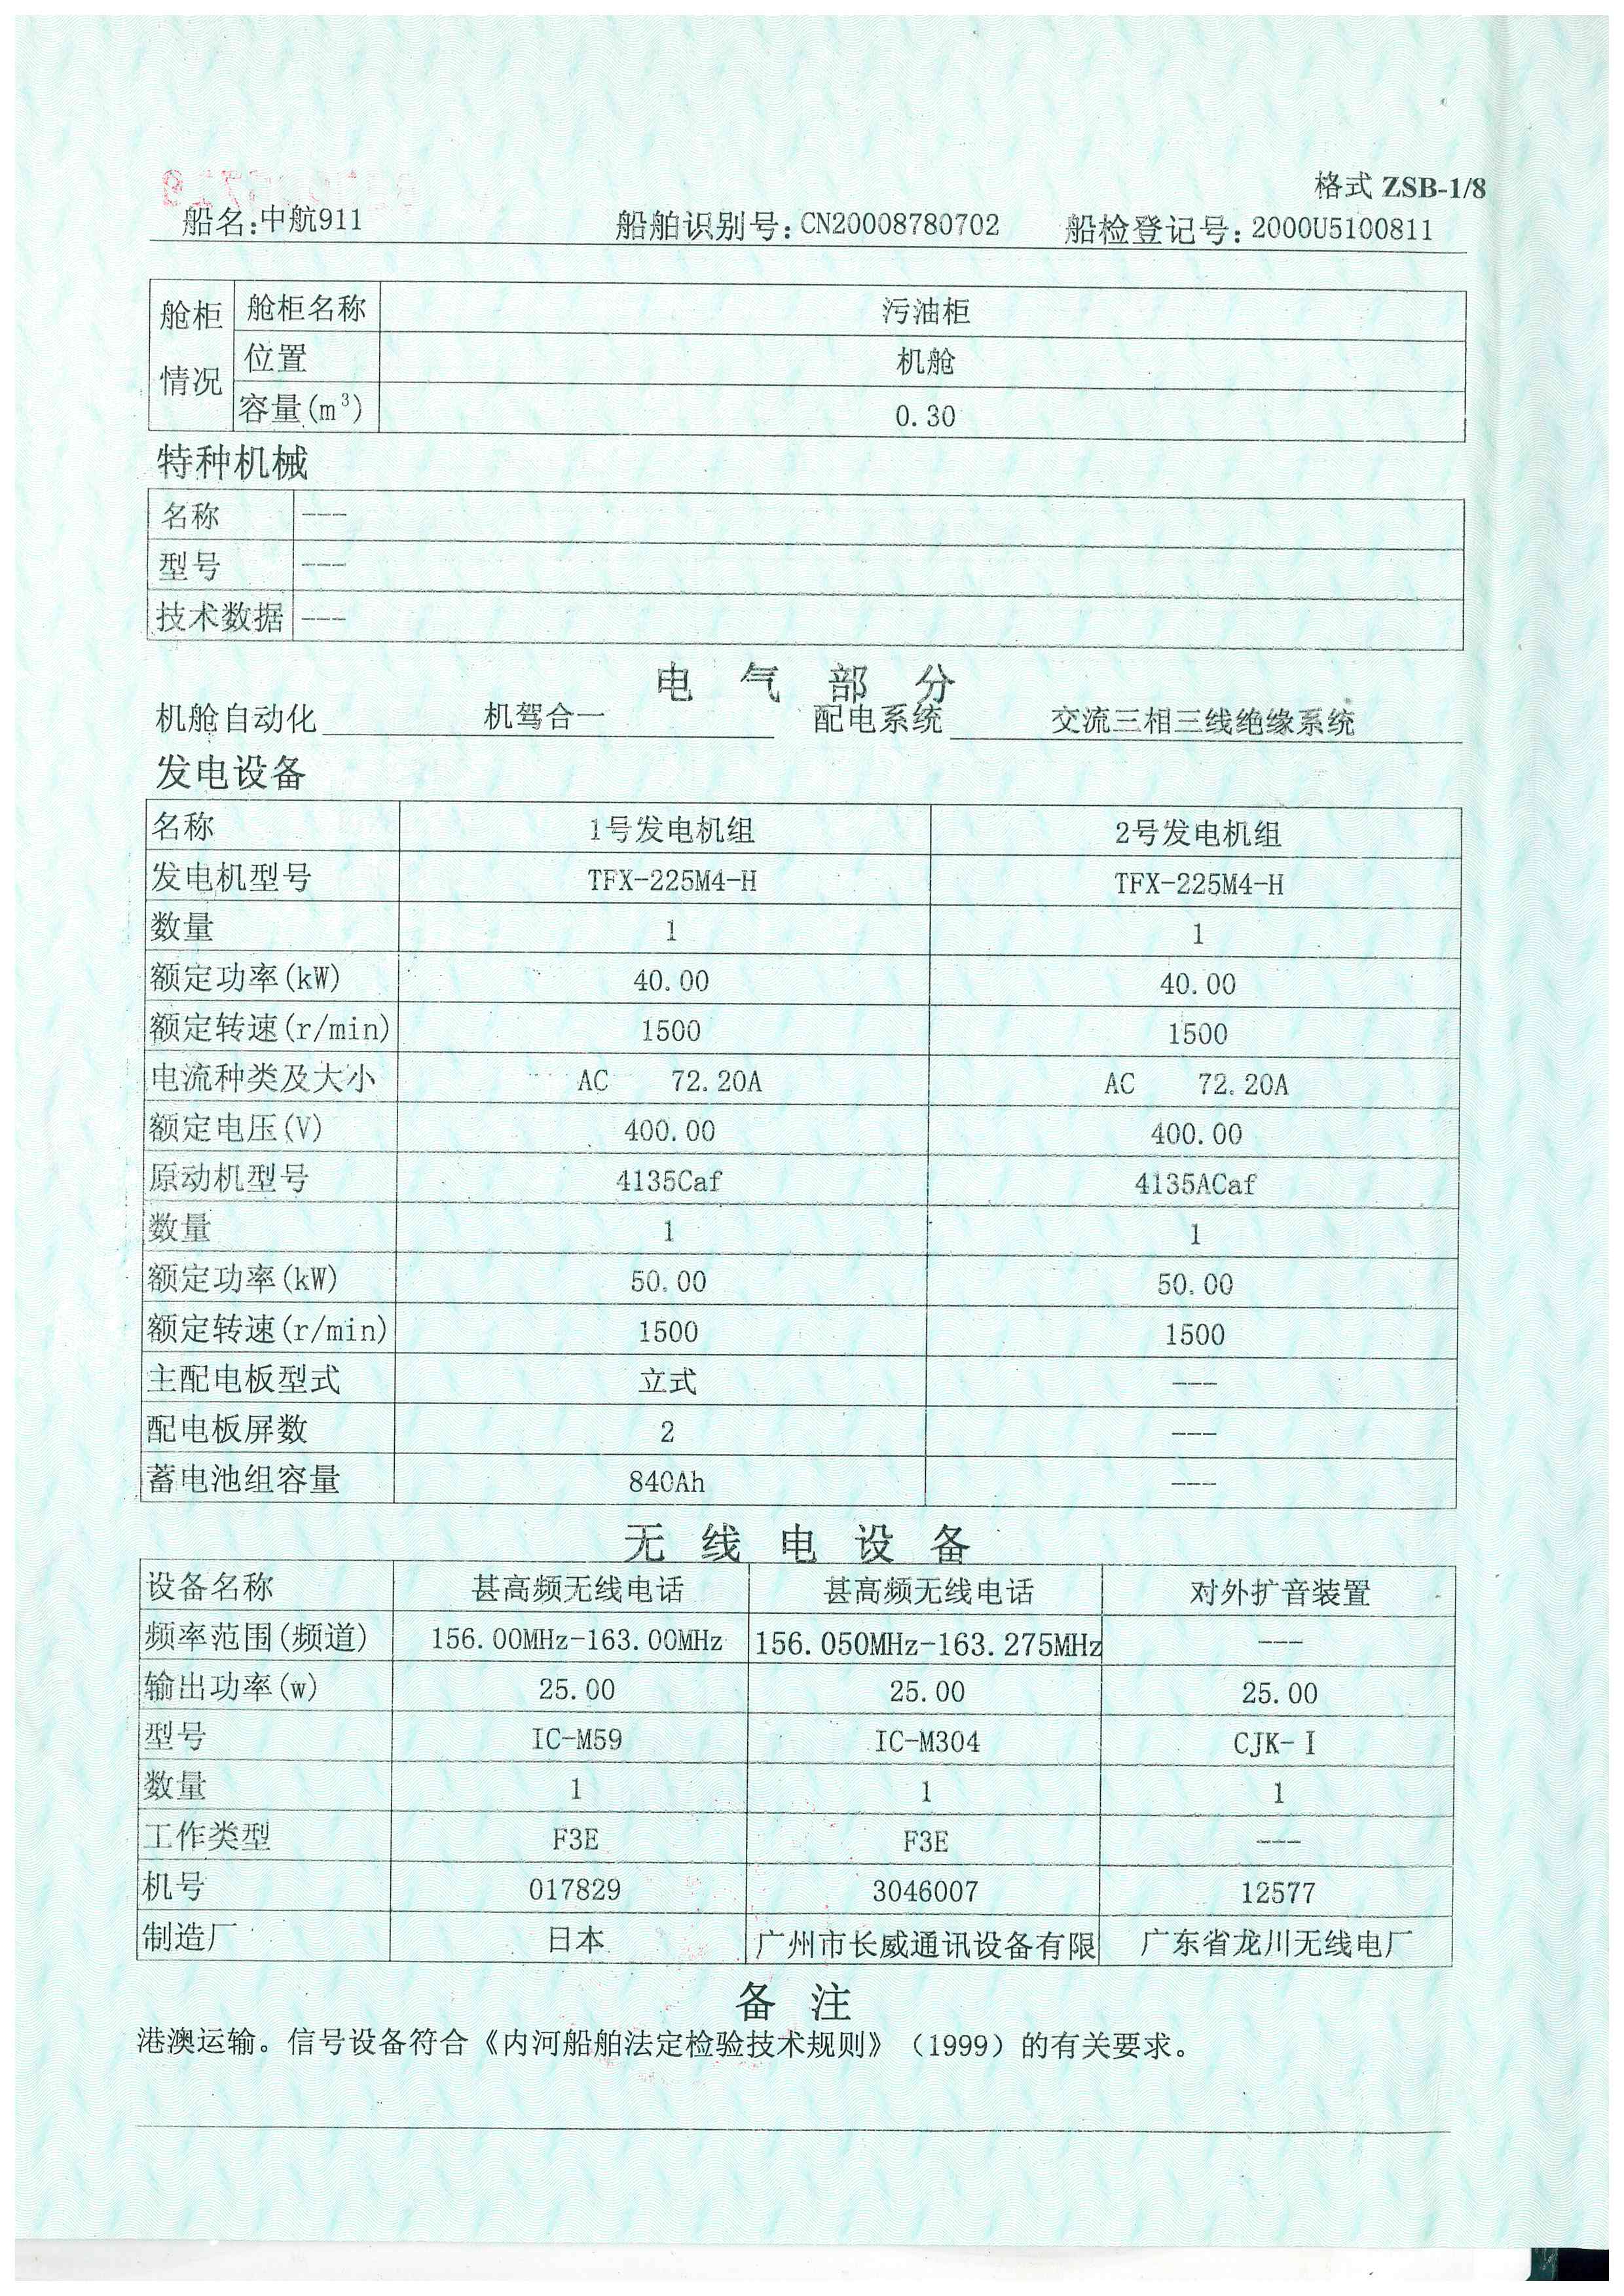 格式 ZSB-1/8
船名:中航911 船舶识别号:CN20008780702 船检登记号:2000U5100811
舱柜情况 舱柜名称 污油柜
位置 机舱
容量(m³) 0.30
特种机械
名称 ---
型号 ---
技术数据 ---
电气部分
机舱自动化 机驾合一 配电系统 交流三相三线绝缘系统
发电设备
名称 1号发电机组 2号发电机组
发电机型号 TFX-225M4-H TFX-225M4-H
数量 1 1
额定功率(kW) 40.00 40.00
额定转速(r/min) 1500 1500
电流种类及大小 AC 72.20A AC 72.20A
额定电压(V) 400.00 400.00
原动机型号 4135Caf 4135ACaf
数量 1 1
额定功率(kW) 50.00 50.00
额定转速(r/min) 1500 1500
主配电板型式 立式 ---
配电板屏数 2 ---
蓄电池组容量 840Ah ---
无线电设备
设备名称 甚高频无线电话 甚高频无线电话 对外扩音装置
频率范围(频道) 156.00MHz-163.00MHz 156.050MHz-163.275MHz ---
输出功率(w) 25.00 25.00 25.00
型号 IC-M59 IC-M304 CJK-I
数量 1 1 1
工作类型 F3E F3E ---
机号 017829 3046007 12577
制造厂 日本 广州市长威通讯设备有限 广东省龙川无线电厂
备注
港澳运输。信号设备符合《内河船舶法定检验技术规则》（1999）的有关要求。